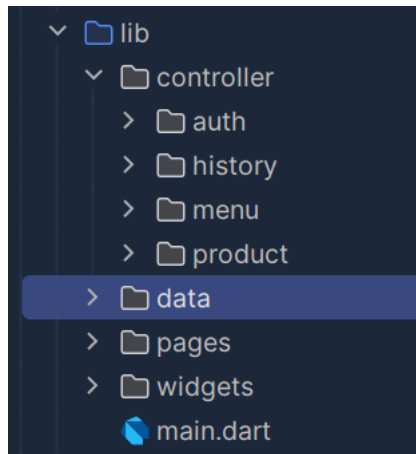 lib
controller
auth
history
menu
product
data
pages
widgets
main.dart